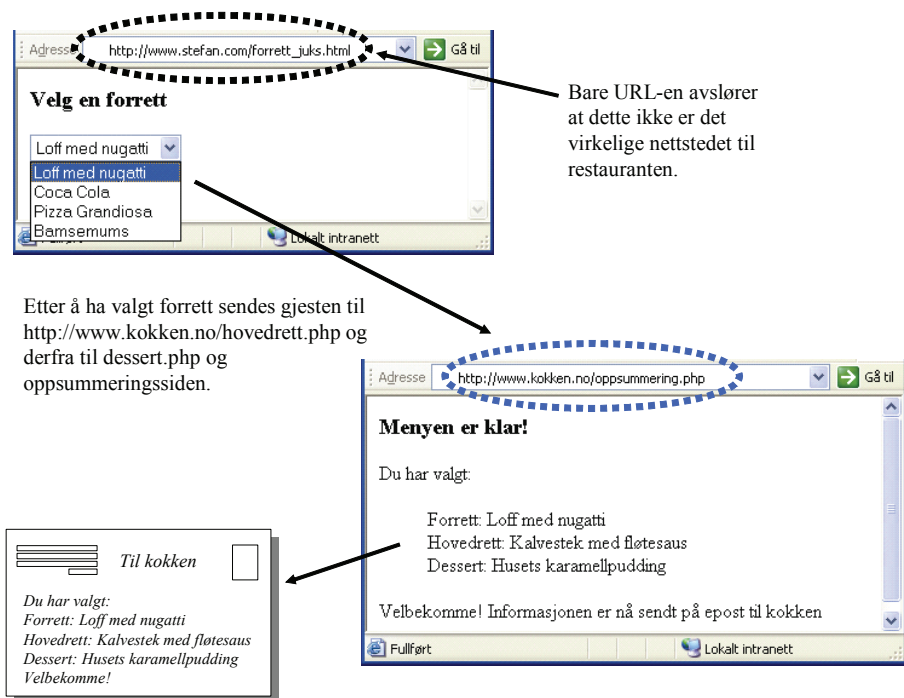 Adresse http://www.stefan.com/forrett_juks.html Gå til
Velg en forrett
Loff med nugatti
Loff med nugatti
Coca Cola
Pizza Grandiosa
Bamsemums
Lokalt intranett
Bare URL-en avslører
at dette ikke er det
virkelige nettstedet til
restauranten.
Etter å ha valgt forrett sendes gjesten til
http://www.kokken.no/hovedrett.php og
derfra til dessert.php og
oppsummeringssiden.
Adresse http://www.kokken.no/oppsummering.php Gå til
Menyen er klar!
Du har valgt:
Forrett: Loff med nugatti
Hovedrett: Kalvestek med fløtesaus
Dessert: Husets karamellpudding
Velbekomme! Informasjonen er nå sendt på epost til kokken
Fullført Lokalt intranett
Til kokken
Du har valgt:
Forrett: Loff med nugatti
Hovedrett: Kalvestek med fløtesaus
Dessert: Husets karamellpudding
Velbekomme!